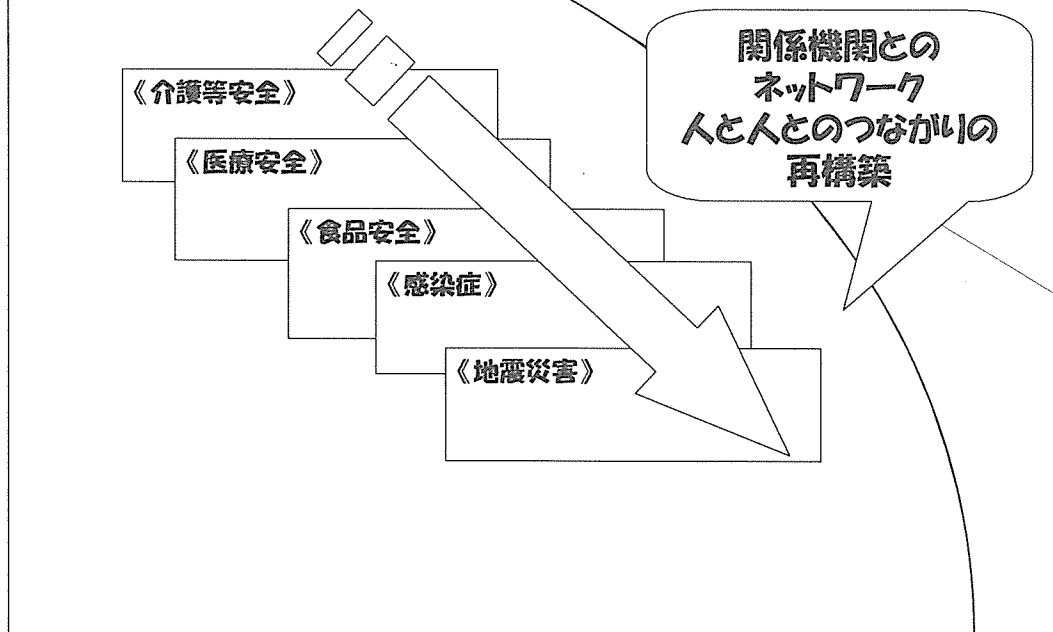 関係機関との
ネットワーク
人と人とのつながりの
再構築
《介護等安全》
《医療安全》
《食品安全》
《感染症》
《地震災害》